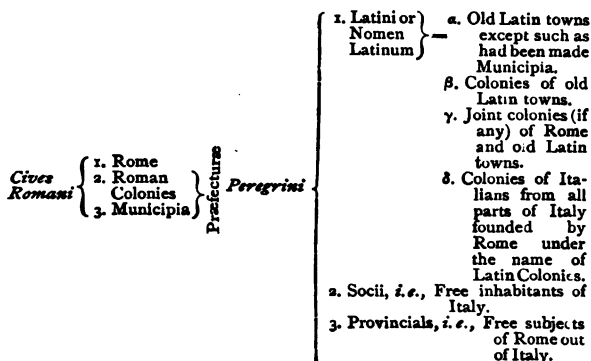 Cives Romani
1. Rome
2. Roman Colonies
3. Municipia
Præfecturæ
Peregrini
1. Latini or
Nomen
Latinum
α. Old Latin towns
except such as
had been made
Municipia.
β. Colonies of old
Latin towns.
γ. Joint colonies (if
any) of Rome
and old Latin
towns.
δ. Colonies of Ita-
lians from all
parts of Italy
founded by
Rome under
the name of
Latin Colonies.
2. Socii, i.e., Free inhabitants of
Italy.
3. Provincials, i.e., Free subjects
of Rome out
of Italy.